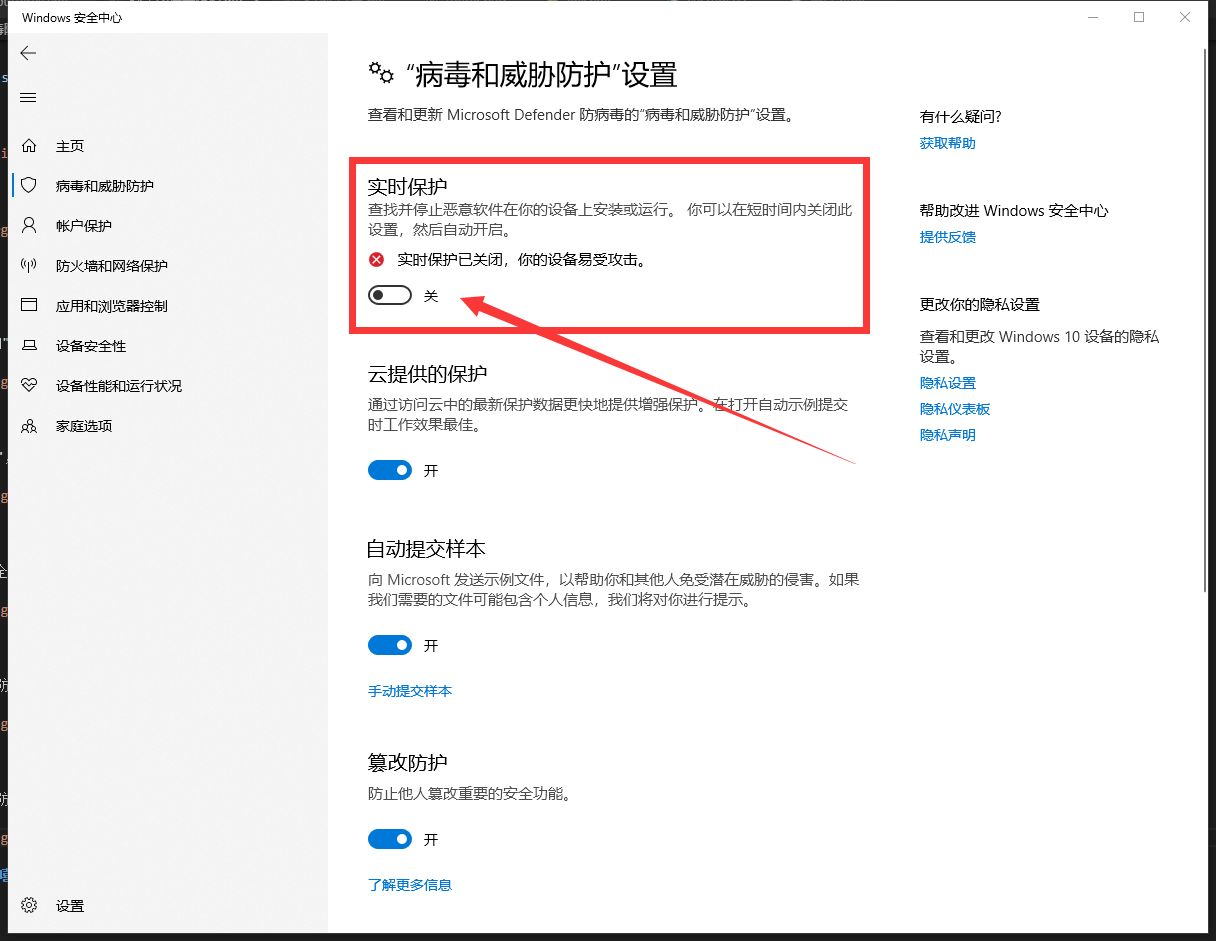 Windows 安全中心
主页
病毒和威胁防护
帐户保护
防火墙和网络保护
应用和浏览器控制
设备安全性
设备性能和运行状况
家庭选项
设置
“病毒和威胁防护”设置
查看和更新 Microsoft Defender 防病毒的“病毒和威胁防护”设置。
实时保护
查找并停止恶意软件在你的设备上安装或运行。 你可以在短时间内关闭此
设置，然后自动开启。
实时保护已关闭，你的设备易受攻击。
关
云提供的保护
通过访问云中的最新保护数据更快地提供增强保护。在打开自动示例提交
时工作效果最佳。
开
自动提交样本
向 Microsoft 发送示例文件，以帮助你和其他人免受潜在威胁的侵害。如果
我们需要的文件可能包含个人信息，我们将对你进行提示。
开
手动提交样本
篡改防护
防止他人篡改重要的安全功能。
开
了解更多信息
有什么疑问?
获取帮助
帮助改进 Windows 安全中心
提供反馈
更改你的隐私设置
查看和更改 Windows 10 设备的隐私
设置。
隐私设置
隐私仪表板
隐私声明